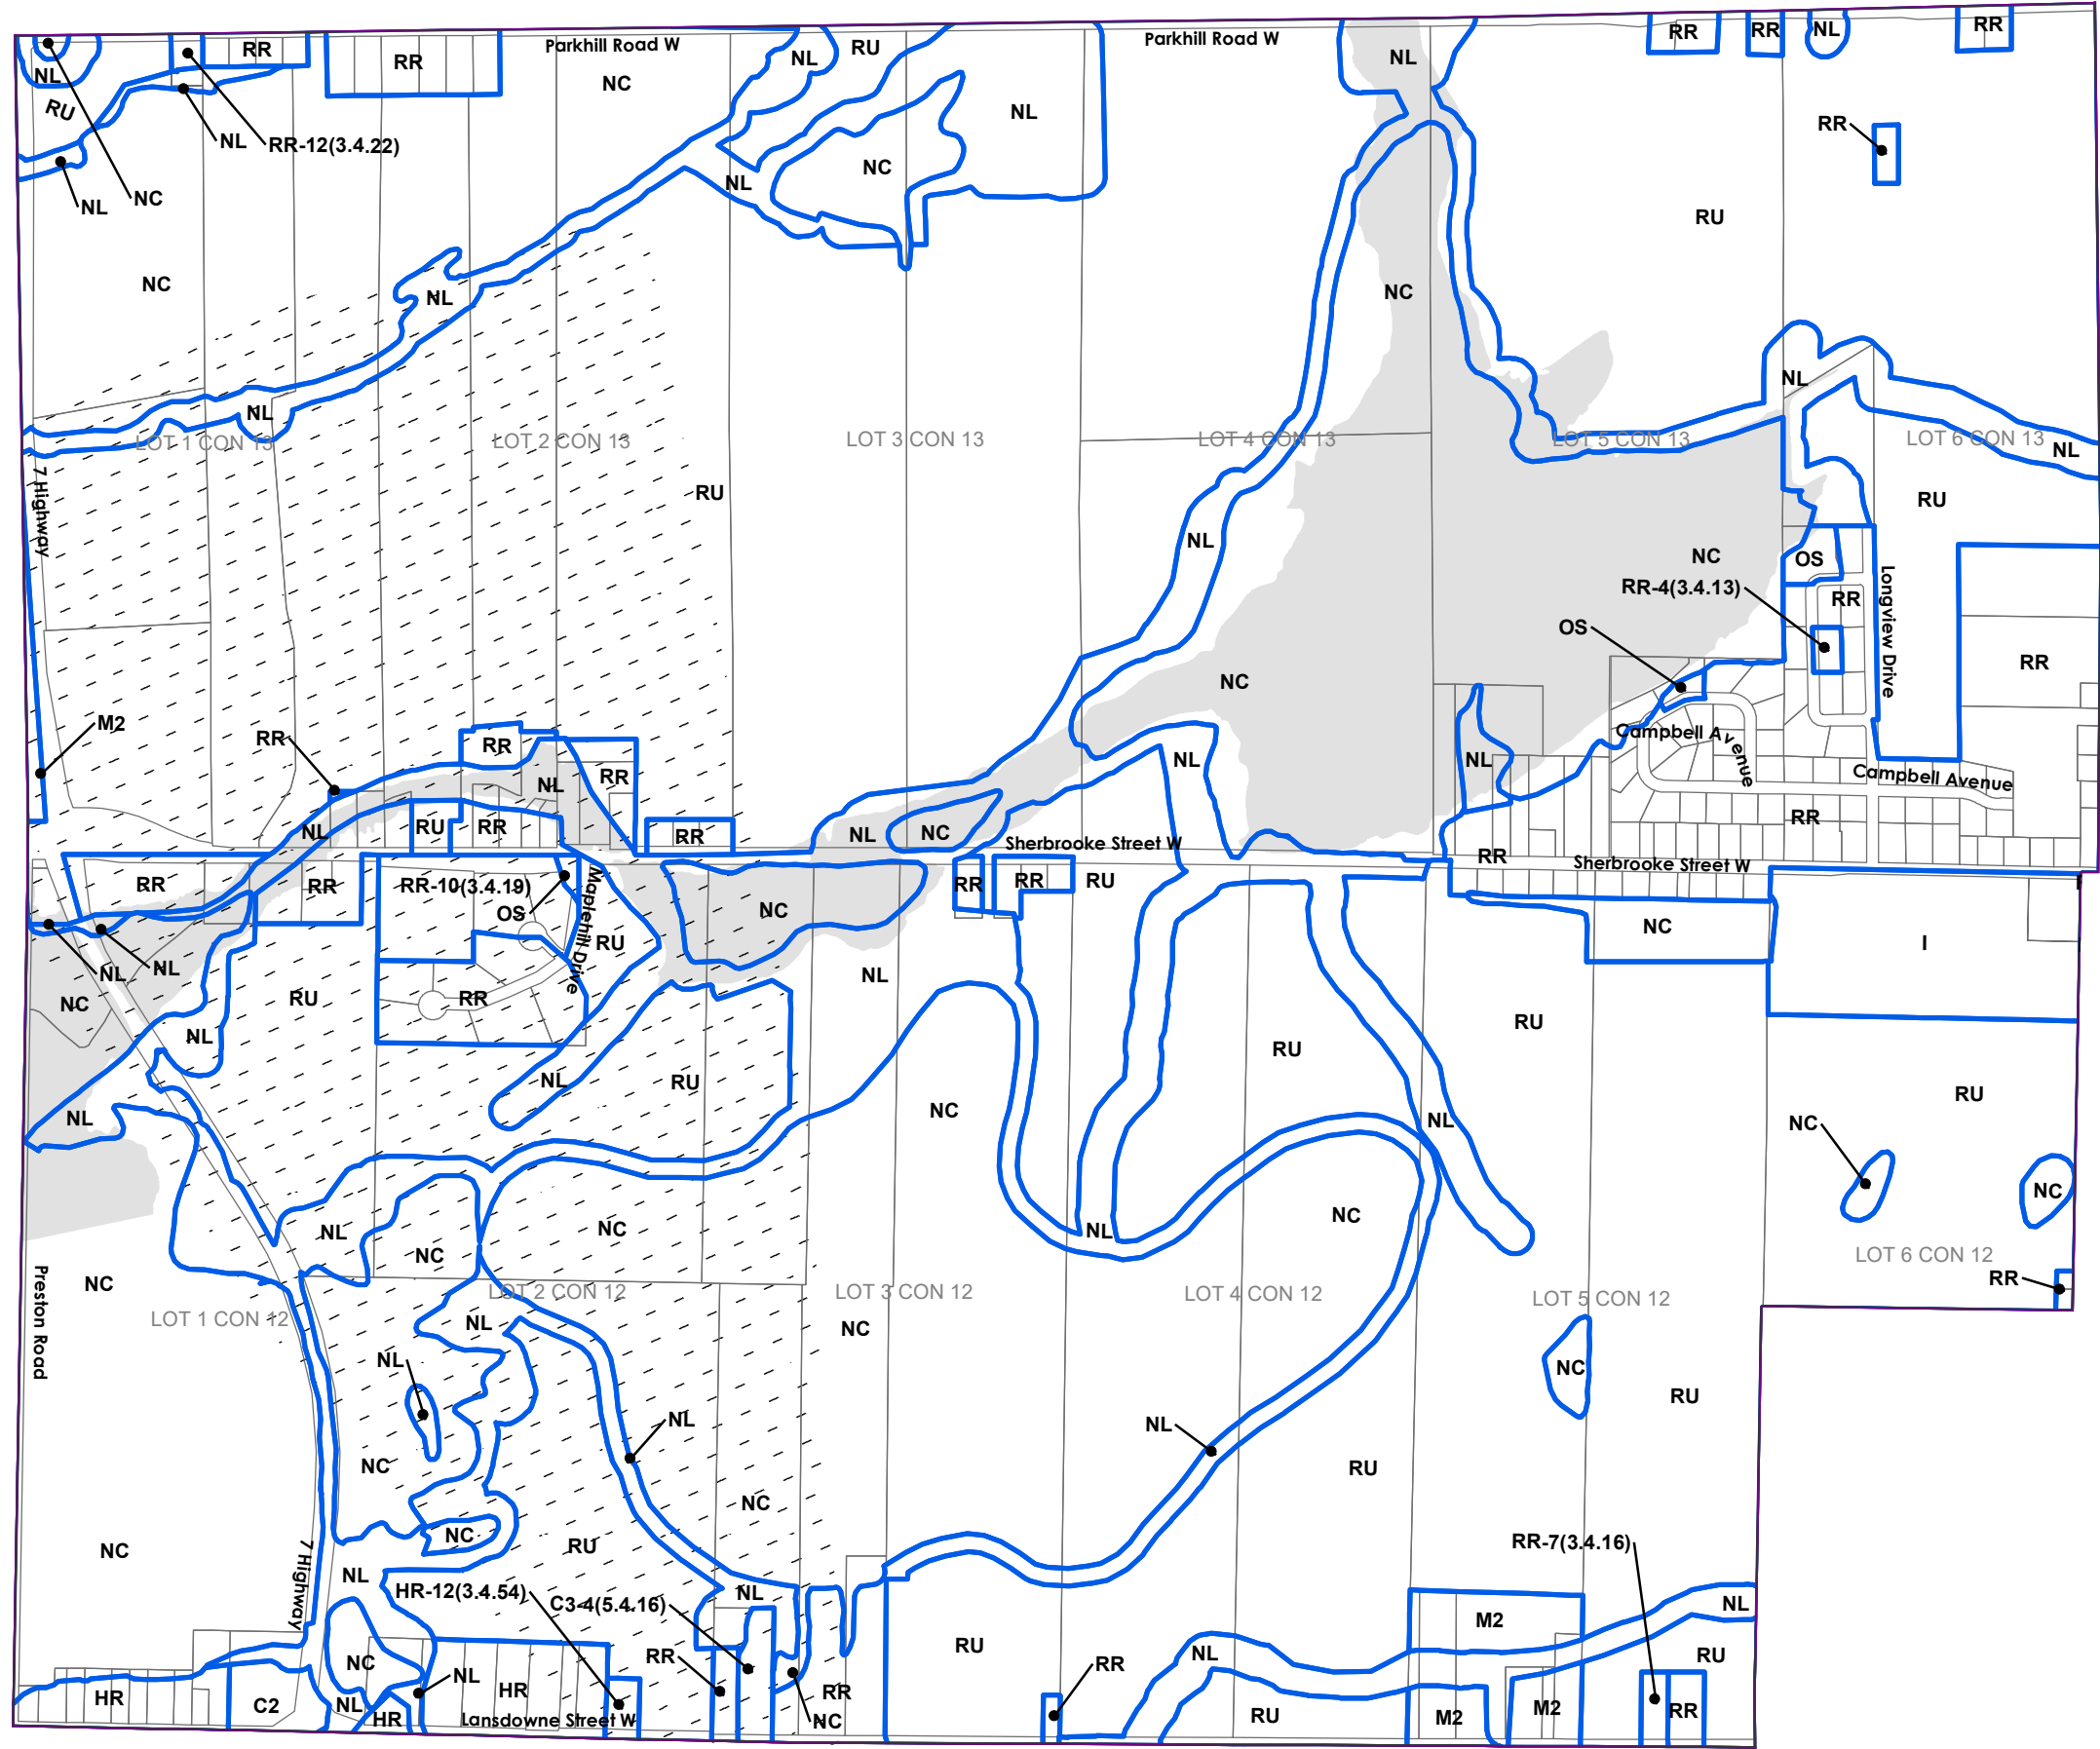 Parkhill Road W
Parkhill Road W
RR
RR
NL
RR
RR
RR
NL
RR
NL
RU
NL
NC
NL
RU
RR-12(3.4.22)
NL
NL
NC
NL
NC
NL
NC
RR
RU
NC
NL
NC
NL
NL
NL
RU
LOT 1 CON 13
LOT 2 CON 13
LOT 3 CON 13
LOT 4 CON 13
LOT 5 CON 13
LOT 6 CON 13
NL
7 Highway
RU
NL
NC
OS
RR-4(3.4.13)
RR
OS
Longview Drive
RR
NC
M2
RR
RR
NL
RR
NL
NL
Campbell Avenue
Campbell Avenue
NL
RU
RR
RR
NL
NC
Sherbrooke Street W
RR
RR
Sherbrooke Street W
RR
RR
RR-10(3.4.19)
OS
Maplehill Drive
RU
NC
RR
RR
RU
NC
I
NL
NL
NC
RU
RR
NL
RU
NL
NL
RU
RU
NL
NL
RU
NC
NL
NC
RU
NC
NL
NC
NC
NL
NC
NC
Preston Road
NC
LOT 1 CON 12
LOT 2 CON 12
LOT 3 CON 12
LOT 4 CON 12
LOT 5 CON 12
LOT 6 CON 12
RR
NL
NC
NL
NC
RU
NL
NL
NC
RU
NC
NC
NC
RU
RR-7(3.4.16)
7 Highway
NL
HR-12(3.4.54)
C3-4(5.4.16)
NL
M2
NL
RU
NL
RU
NC
NL
RR
RR
HR
C2
NL
HR
HR
Lansdowne Street W
RR
NC
RU
M2
M2
RR